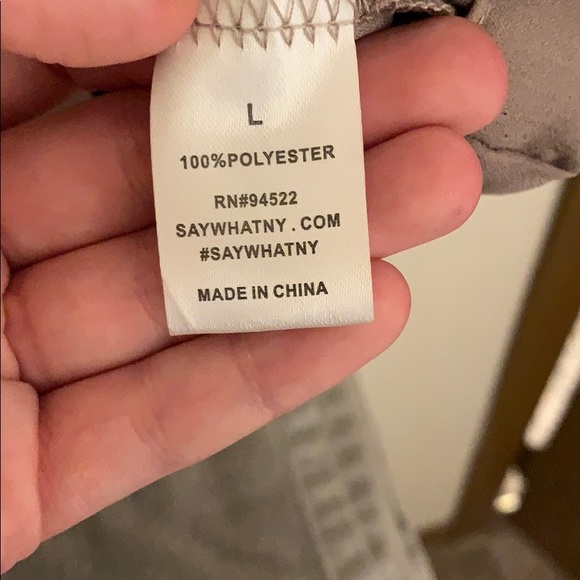 L
100%POLYESTER
RN#94522
SAYWHATNY.COM
#SAYWHATNY
MADE IN CHINA